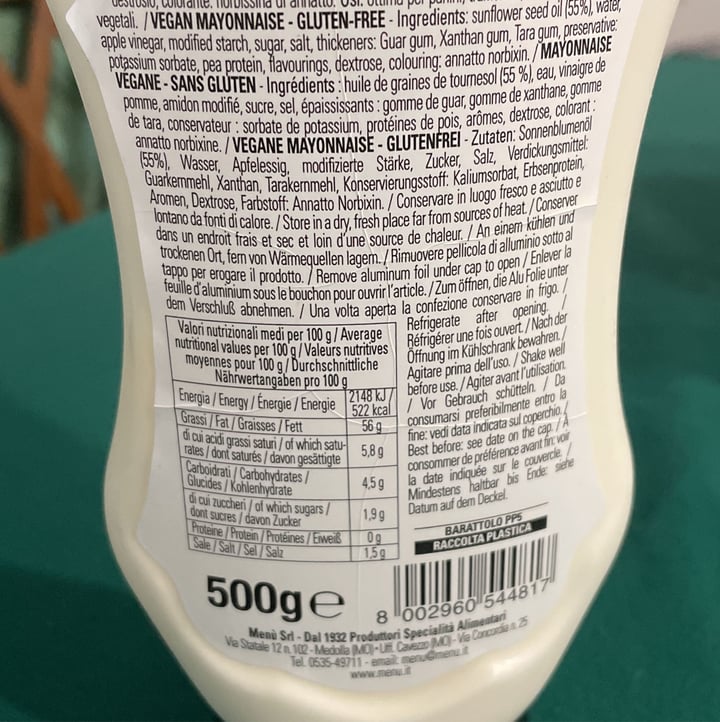 destrosio, colorante: norbissina di annatto. Usi: ottima per
vegetali. / VEGAN MAYONNAISE - GLUTEN-FREE - Ingredients: sunflower seed oil (55%), water,
apple vinegar, modified starch, sugar, salt, thickeners: Guar gum, Xanthan gum, Tara gum, preservative:
potassium sorbate, pea protein, flavourings, dextrose, colouring: annatto norbixin. / MAYONNAISE
VEGANE - SANS GLUTEN - Ingrédients : huile de graines de tournesol (55 %), eau, vinaigre de
pomme, amidon modifié, sucre, sel, épaississants : gomme de guar, gomme de xanthane, gomme
de tara, conservateur : sorbate de potassium, protéines de pois, arômes, dextrose, colorant :
annatto norbixine. / VEGANE MAYONNAISE - GLUTENFREI - Zutaten: Sonnenblumenöl
(55%), Wasser, Apfelessig, modifizierte Stärke, Zucker, Salz, Verdickungsmittel:
Guarkernmehl, Xanthan, Tarakernmehl, Konservierungsstoff: Kaliumsorbat, Erbsenprotein,
Aromen, Dextrose, Farbstoff: Annatto Norbixin. / Conservare in luogo fresco e asciutto e
lontano da fonti di calore. / Store in a dry, fresh place far from sources of heat. / Conserver
dans un endroit frais et sec et loin d'une source de chaleur. / An einem kühlen und
trockenen Ort, fern von Wärmequellen lagern. / Rimuovere pellicola di alluminio sotto al
tappo per erogare il prodotto. / Remove aluminum foil under cap to open / Enlever la
feuille d'aluminium sous le bouchon pour ouvrir l'article. / Zum öffnen, die Alu Folie unter
dem Verschluß abnehmen. / Una volta aperta la confezione conservare in frigo. /
Refrigerate after opening. /
Réfrigérer une fois ouvert. / Nach der
Öffnung im Kühlschrank bewahren. /
Agitare prima dell'uso. / Shake well
before use. / Agiter avant l'utilisation.
/ Vor Gebrauch schütteln. / Da
consumarsi preferibilmente entro la
fine: vedi data indicata sul coperchio. /
Best before: see date on the cap. / À
consommer de préférence avant fin: voir
la date indiquée sur le couvercle. /
Mindestens haltbar bis Ende: siehe
Datum auf dem Deckel.
Valori nutrizionali medi per 100 g / Average
nutritional values per 100 g / Valeurs nutritives
moyennes pour 100 g / Durchschnittliche
Nährwertangaben pro 100 g
Energia / Energy / Énergie / Energie 2148 kJ /
522 kcal
Grassi / Fat / Graisses / Fett 56 g
di cui acidi grassi saturi / of which satu-
rates / dont saturés / davon gesättigte 5,8 g
Carboidrati / Carbohydrates /
Glucides / Kohlenhydrate 4,5 g
di cui zuccheri / of which sugars /
dont sucres / davon Zucker 1,9 g
Proteine / Protein / Protéines / Eiweiß 0 g
Sale / Salt / Sel / Salz 1,5 g
BARATTOLO PP5
RACCOLTA PLASTICA
500g e
8 002960 544817
Menù Srl - Dal 1932 Produttori Specialità Alimentari
Via Statale 12 n. 102 - Medolla (MO) - Uff. Cavezzo (MO) - Via Concordia n. 25
Tel. 0535-49711 - email: menu@menu.it
www.menu.it